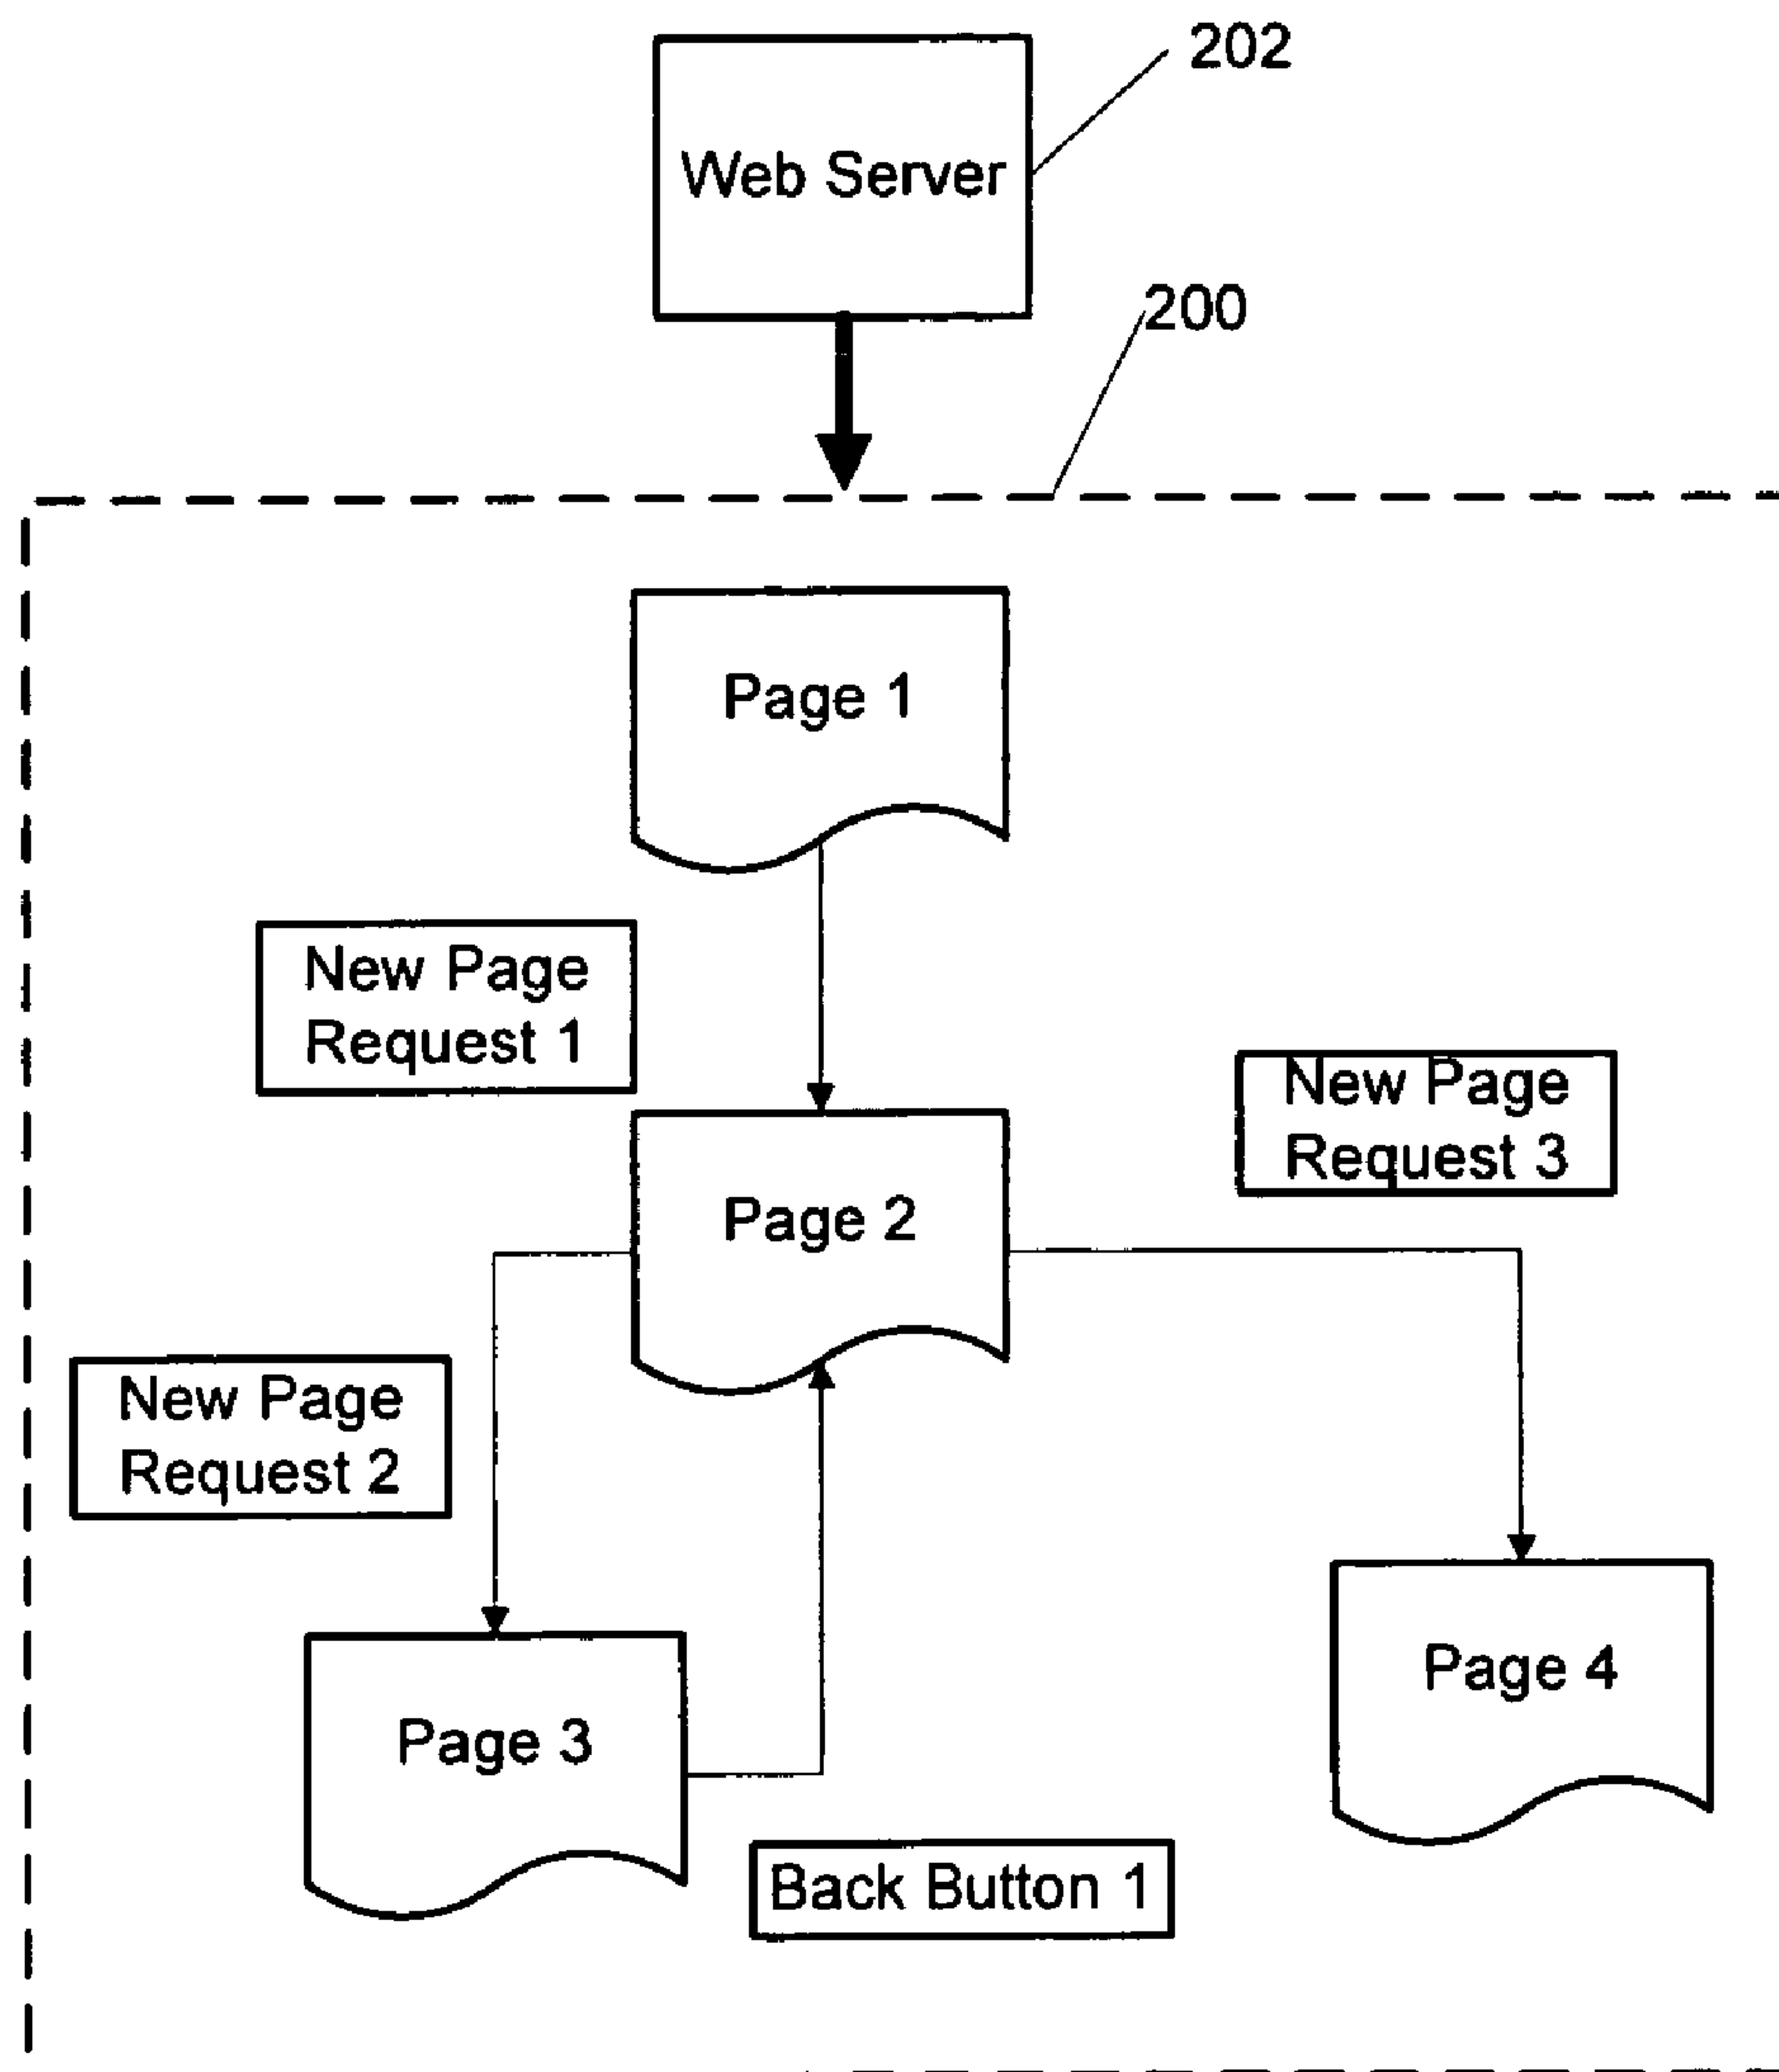 202
Web Server
200
Page 1
New Page
Request 1
New Page
Request 3
Page 2
New Page
Request 2
Page 4
Page 3
Back Button 1